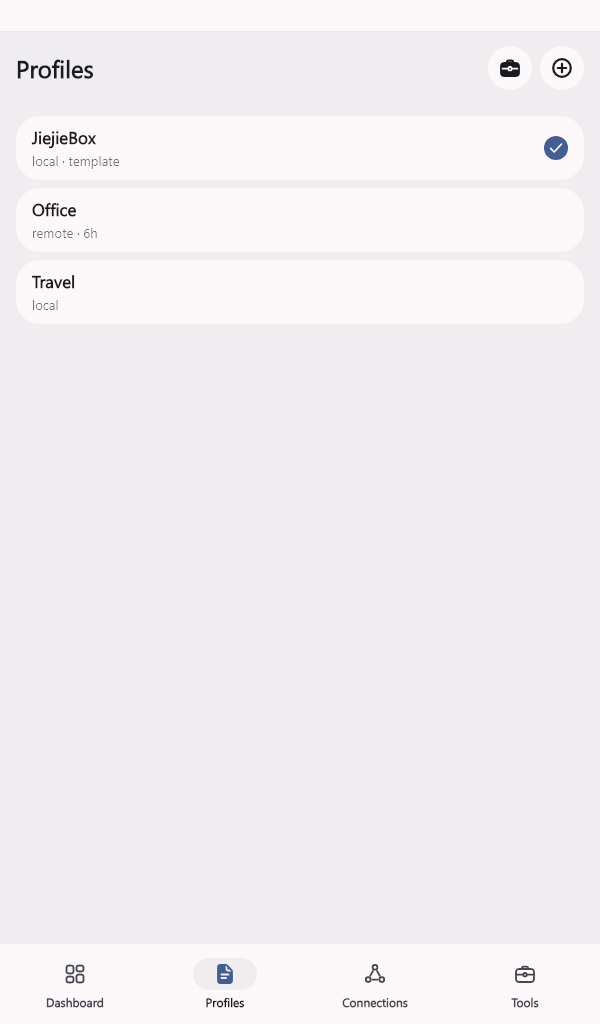 Profiles
JiejieBox
local · template
Office
remote · 6h
Travel
local
Dashboard
Profiles
Connections
Tools